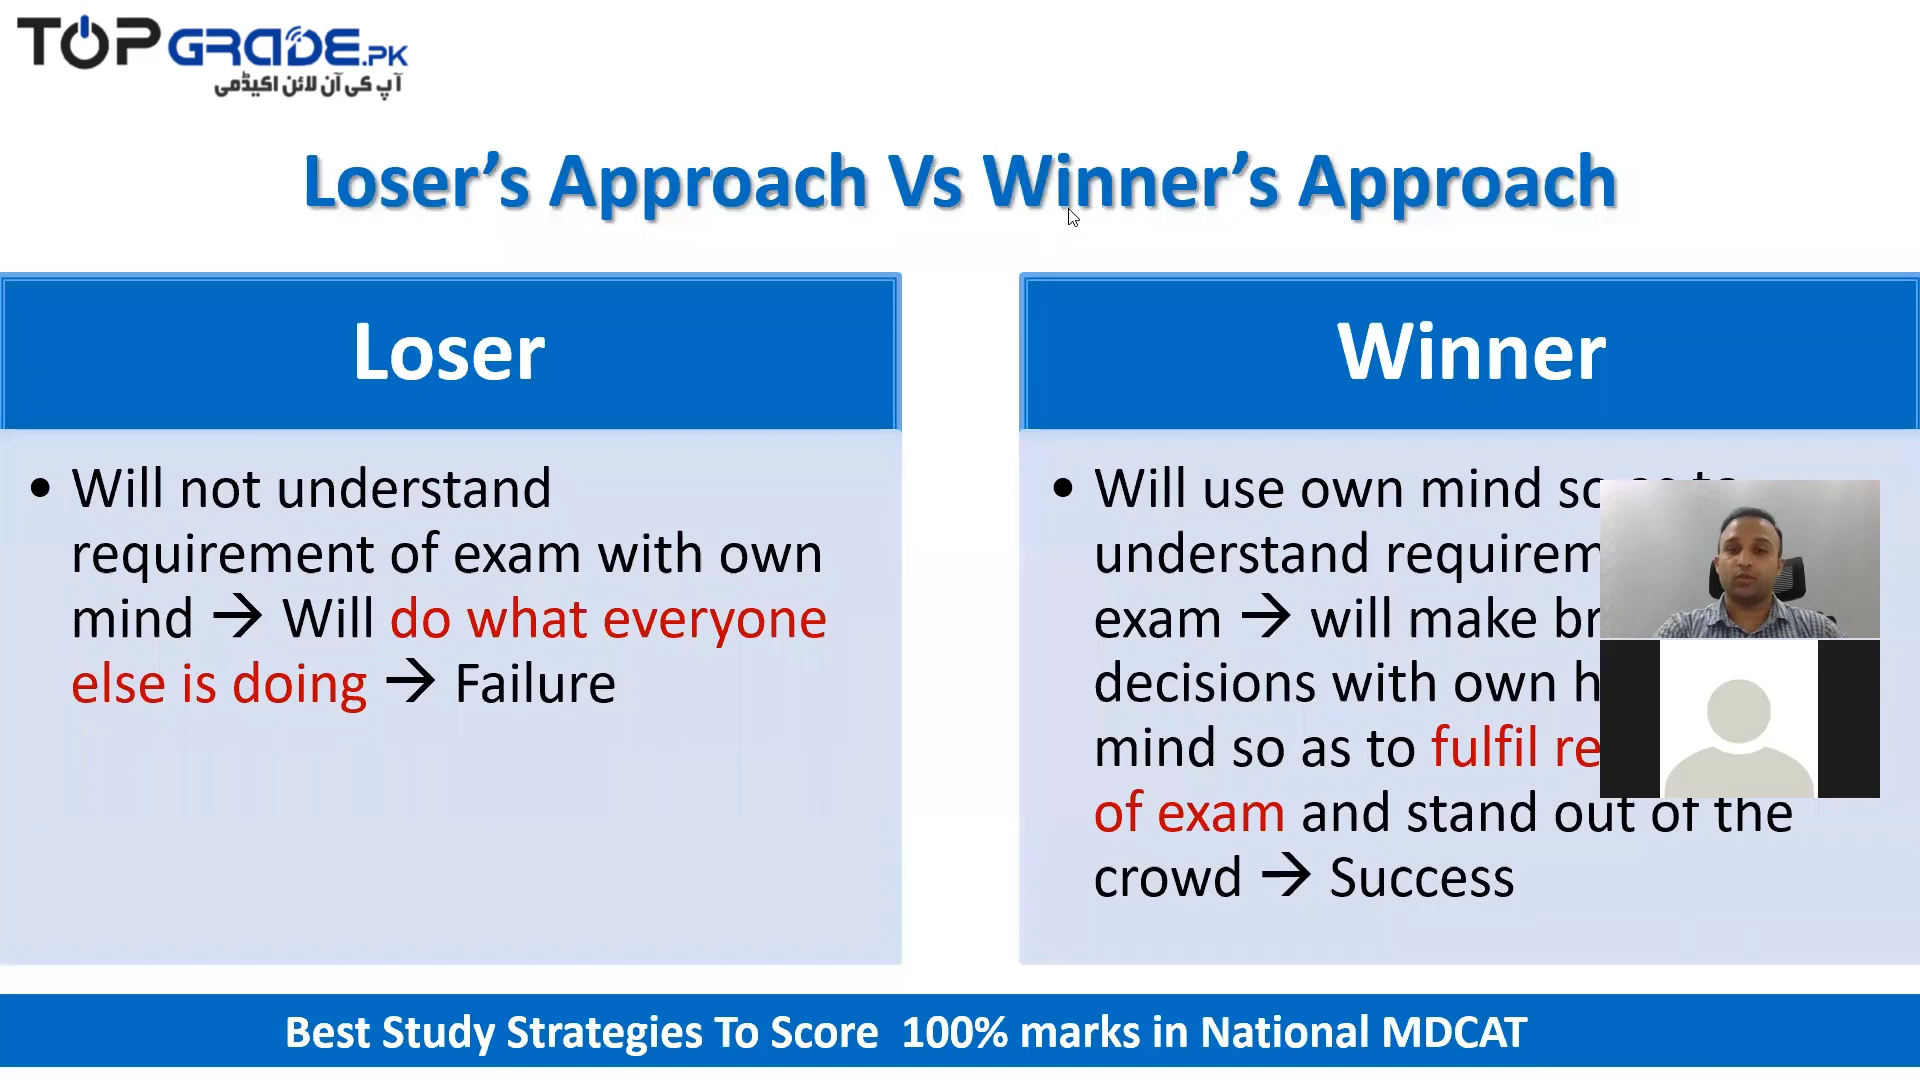 TOPGRADE.PK
آپ کی آن لائن اکیڈمی
Loser’s Approach Vs Winner’s Approach
Loser
• Will not understand
requirement of exam with own
mind → Will do what everyone
else is doing → Failure
Winner
• Will use own mind so as to
understand
exam → will make
decisions with own
mind so as to fulfil
of exam and stand out of the
crowd → Success
Best Study Strategies To Score 100% marks in National MDCAT